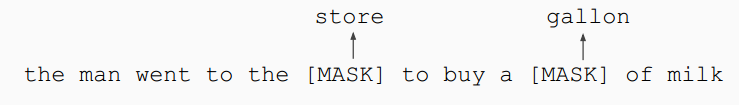 store gallon
the man went to the [MASK] to buy a [MASK] of milk